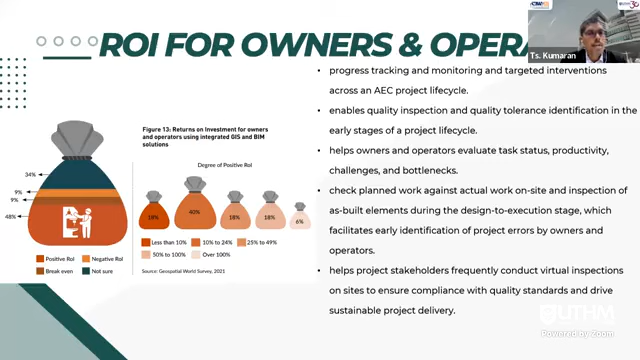 ROI FOR OWNERS & OPERA
Ts. Kumaran
• progress tracking and monitoring and targeted interventions
across an AEC project lifecycle.
• enables quality inspection and quality tolerance identification in the
early stages of a project lifecycle.
• helps owners and operators evaluate task status, productivity,
challenges, and bottlenecks.
• check planned work against actual work on-site and inspection of
as-built elements during the design-to-execution stage, which
facilitates early identification of project errors by owners and
operators.
• helps project stakeholders frequently conduct virtual inspections
on sites to ensure compliance with quality standards and drive
sustainable project delivery.
Figure 13: Returns on Investment for owners
and operators using integrated GIS and BIM
solutions
Degree of Positive RoI
34%
9%
9%
48%
18%
40%
18%
18%
6%
Positive RoI
Negative RoI
Break even
Not sure
Less than 10%
10% to 24%
25% to 49%
50% to 100%
Over 100%
Source: Geospatial World Survey, 2021
UTHM
Powered by Zoom